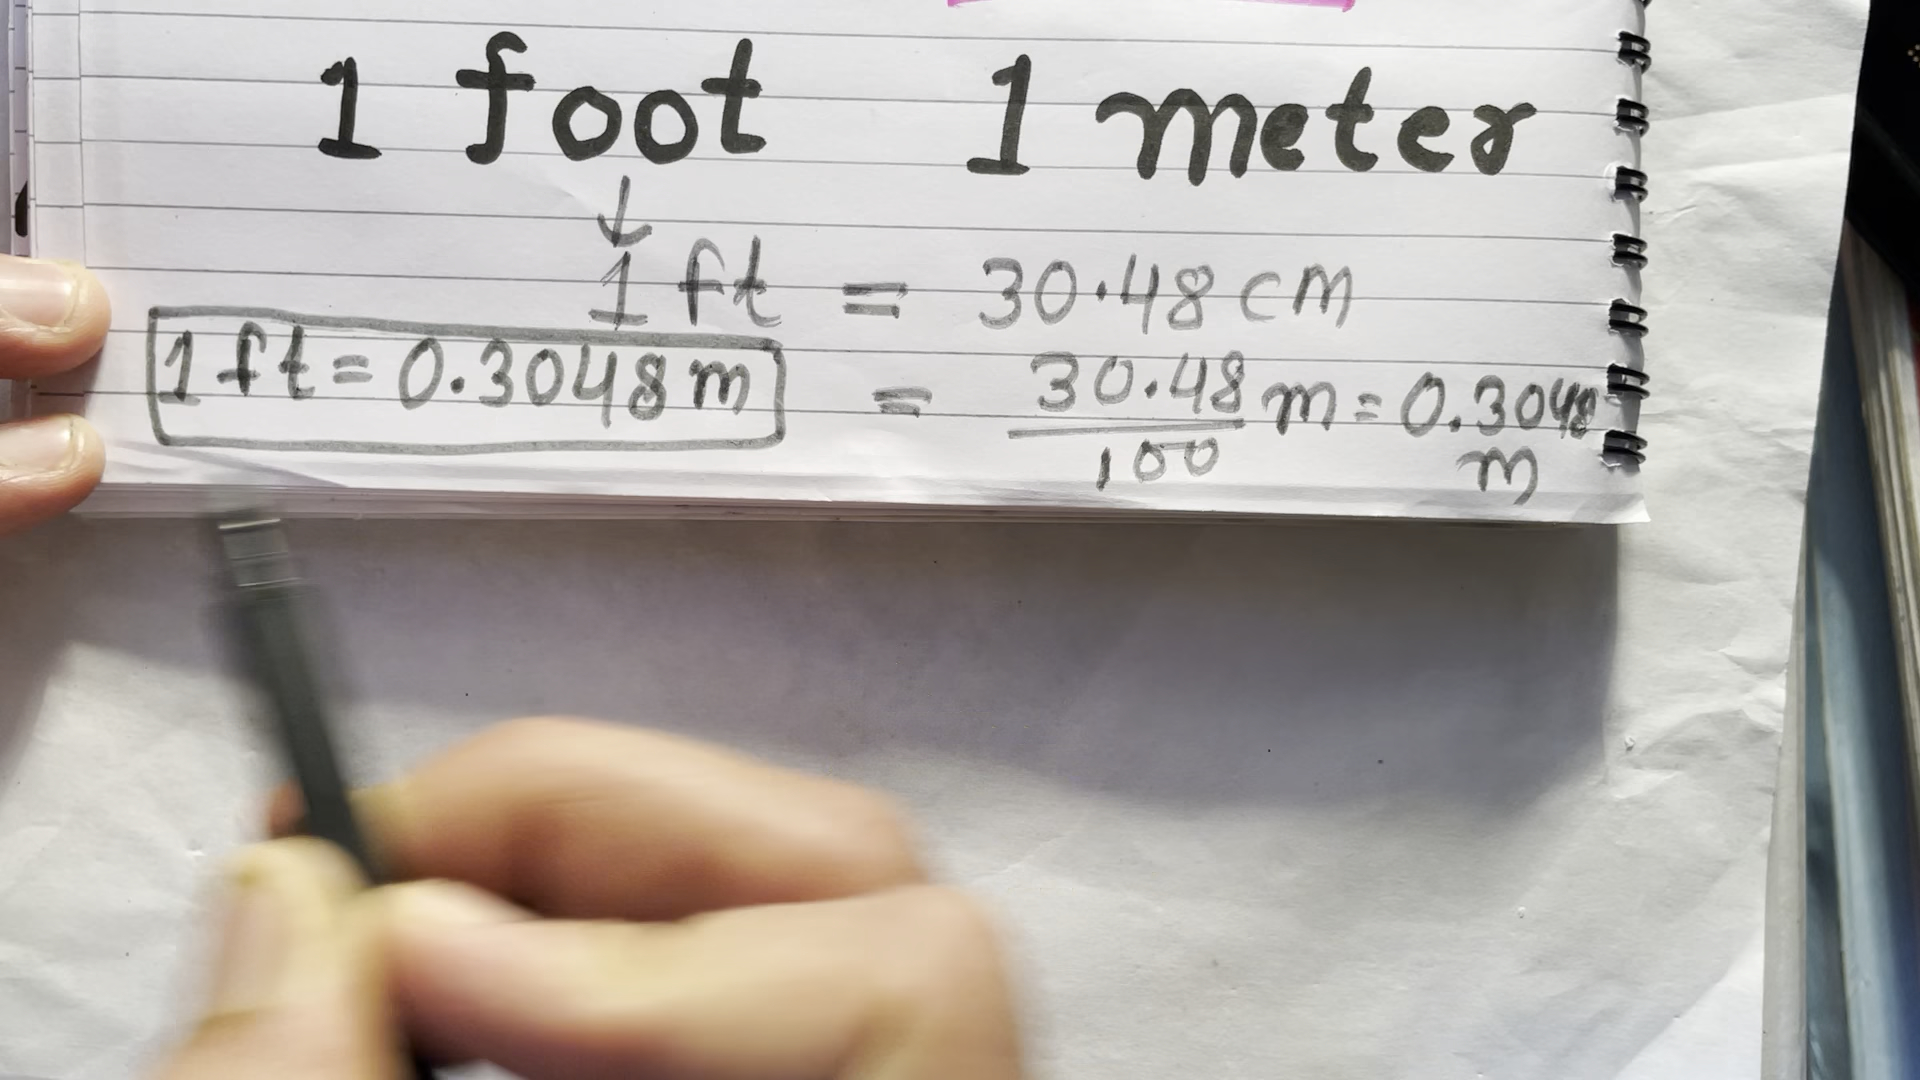 1 foot 1 meter
1 ft = 30.48 cm
1 ft = 0.3048 m = 30.48/100 m = 0.3048 m